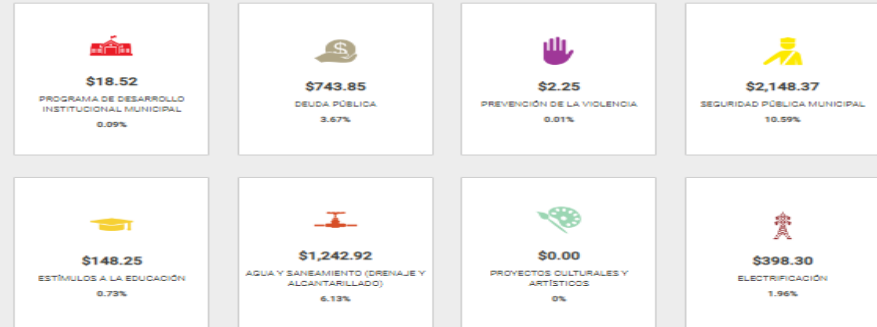 $18.52
PROGRAMA DE DESARROLLO
INSTITUCIONAL MUNICIPAL
0.09%
$743.85
DEUDA PÚBLICA
3.67%
$2.25
PREVENCIÓN DE LA VIOLENCIA
0.01%
$2,148.37
SEGURIDAD PÚBLICA MUNICIPAL
10.59%
$148.25
ESTÍMULOS A LA EDUCACIÓN
0.73%
$1,242.92
AGUA Y SANEAMIENTO (DRENAJE Y
ALCANTARILLADO)
6.13%
$0.00
PROYECTOS CULTURALES Y
ARTÍSTICOS
0%
$398.30
ELECTRIFICACIÓN
1.96%